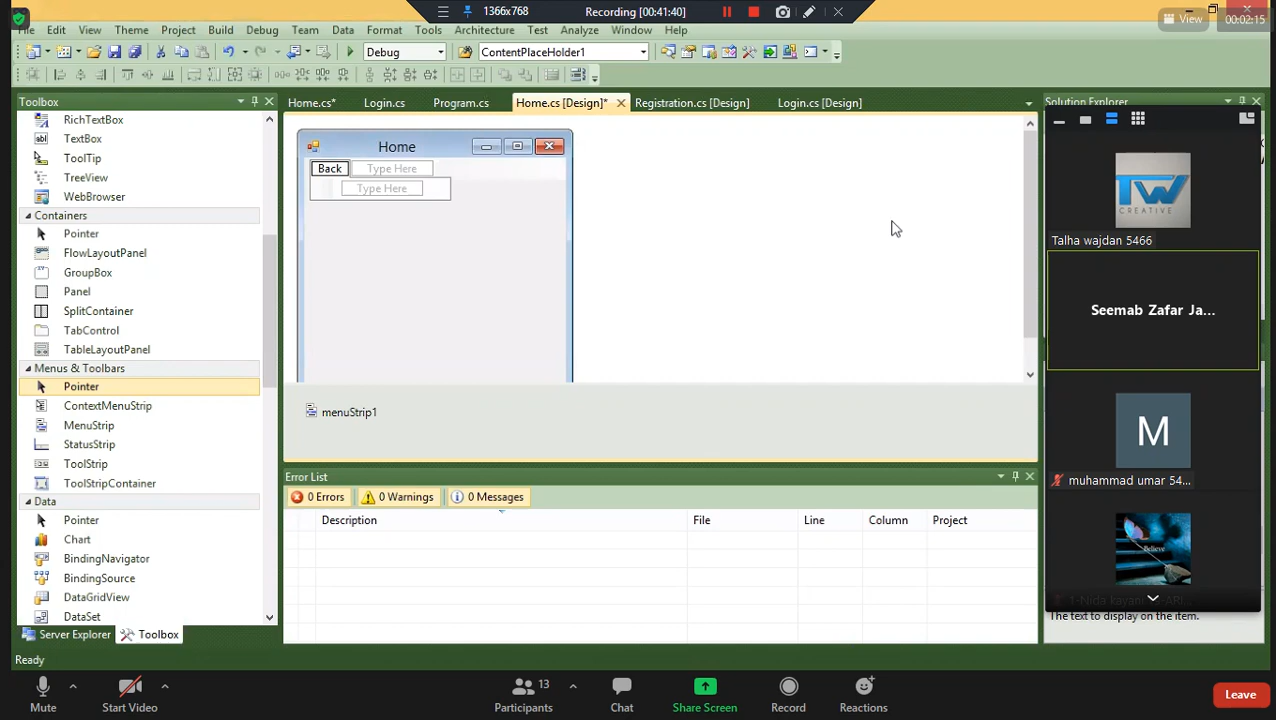 1366x768
Recording [00:41:40]
View
00:02:15
File Edit View Theme Project Build Debug Team Data Format Tools Architecture Test Analyze Window Help
Debug
ContentPlaceHolder1
Toolbox
Home.cs*
Login.cs
Program.cs
Home.cs [Design]*
Registration.cs [Design]
Login.cs [Design]
Solution Explorer
RichTextBox
TextBox
ToolTip
TreeView
WebBrowser
Containers
Pointer
FlowLayoutPanel
GroupBox
Panel
SplitContainer
TabControl
TableLayoutPanel
Menus & Toolbars
Pointer
ContextMenuStrip
MenuStrip
StatusStrip
ToolStrip
ToolStripContainer
Data
Pointer
Chart
BindingNavigator
BindingSource
DataGridView
DataSet
Server Explorer
Toolbox
Home
Back
Type Here
Type Here
menuStrip1
Error List
0 Errors
0 Warnings
0 Messages
Description
File
Line
Column
Project
TW
CREATIVE
Talha wajdan 5466
Seemab Zafar Ja...
M
muhammad umar 54...
Believe
The text to display on the item.
Ready
Mute
Start Video
13
Participants
Chat
Share Screen
Record
Reactions
Leave